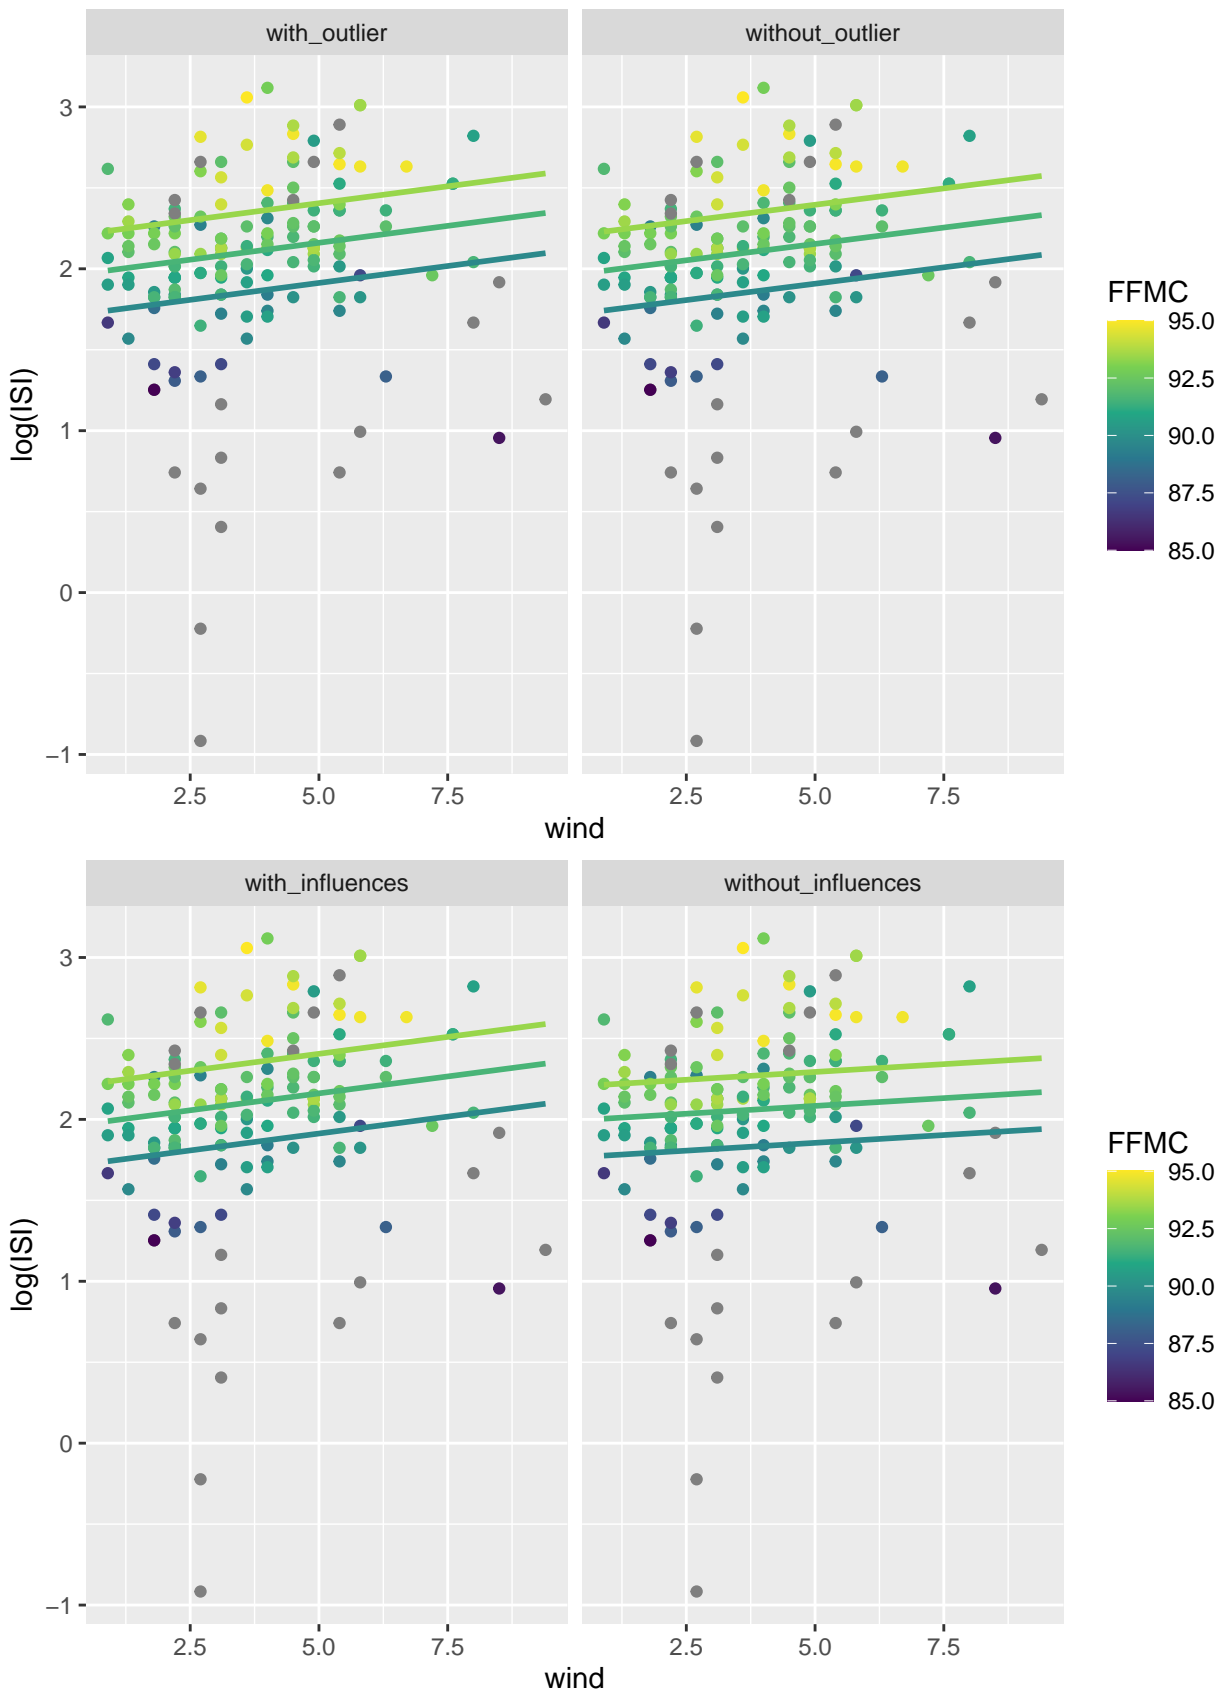 with_outlier without_outlier
3
2
1
0
−1
log(ISI)
2.5 5.0 7.5 2.5 5.0 7.5
wind
FFMC
95.0
92.5
90.0
87.5
85.0
with_influences without_influences
3
2
1
0
−1
log(ISI)
2.5 5.0 7.5 2.5 5.0 7.5
wind
FFMC
95.0
92.5
90.0
87.5
85.0